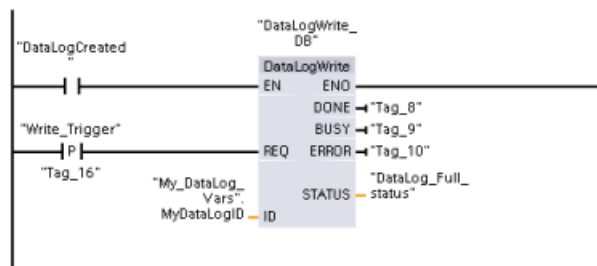 "DataLogWrite_
DB"
"DataLogCreated
"
DataLogWrite
EN ENO
DONE "Tag_8"
"Write_Trigger"
BUSY "Tag_9"
P
REQ ERROR "Tag_10"
"Tag_16"
"My_DataLog_
Vars".
MyDataLogID ID
"DataLog_Full_
STATUS status"